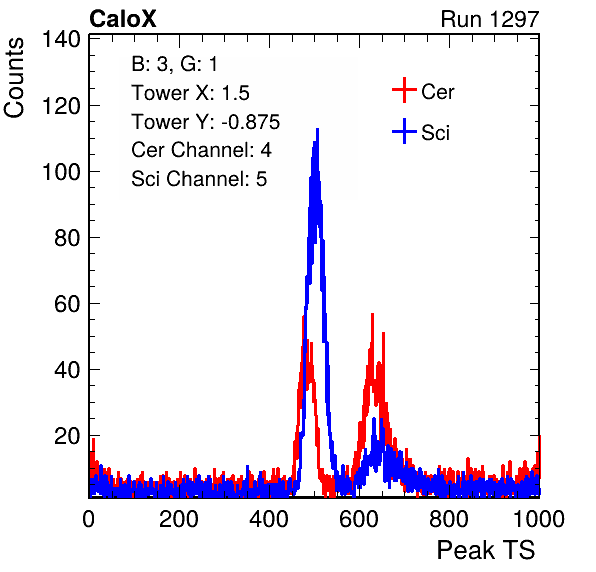 CaloX Run 1297
Counts
140
120
100
80
60
40
20
B: 3, G: 1
Tower X: 1.5
Tower Y: -0.875
Cer Channel: 4
Sci Channel: 5
Cer
Sci
0 200 400 600 800 1000
Peak TS